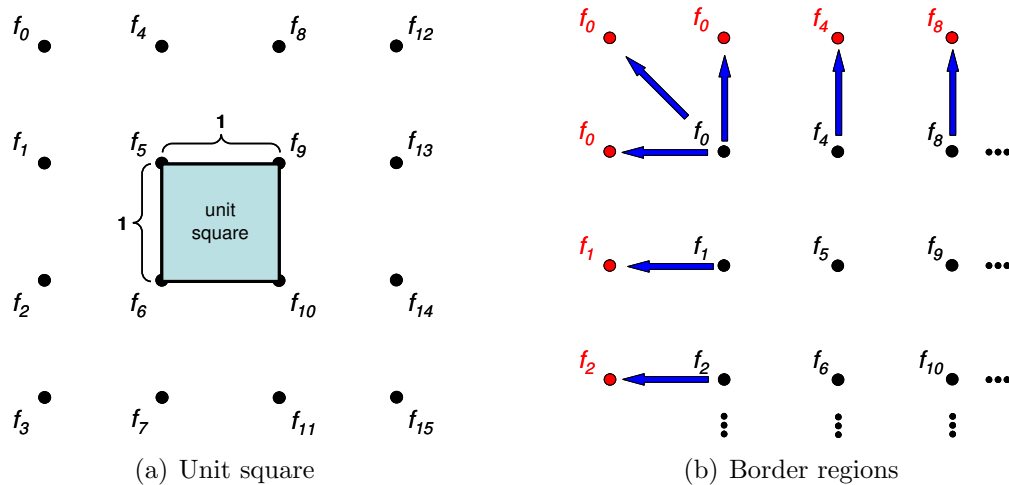 f0 f4 f8 f12
1
f1 f5 f9 f13
1
unit
square
f2 f6 f10 f14
f3 f7 f11 f15
(a) Unit square
f0 f0 f4 f8
f0 f0 f4 f8
f1 f1 f5 f9
f2 f2 f6 f10
(b) Border regions